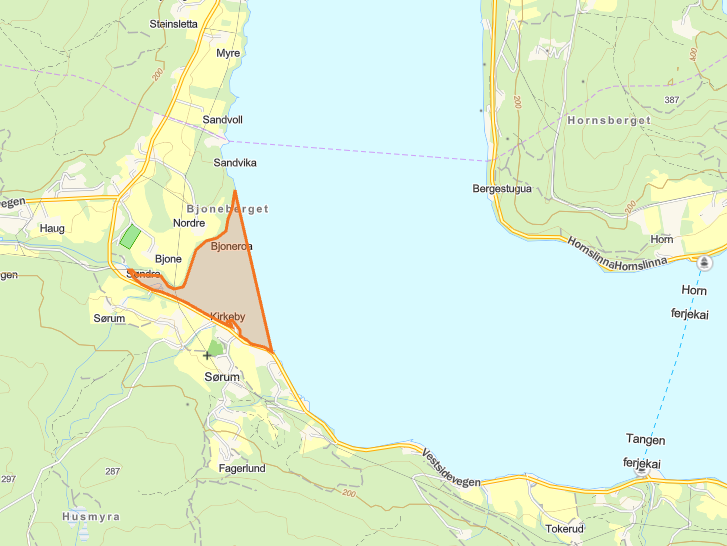 Steinsletta
Myre
200
400
387
Sandvoll
Hornsberget
Sandvika
Bergestugua
vegen
200
Bjoneberget
Nordre
Haug
Bjoneroa
Horn
Hornslinna
Hornslinna
Bjone
Søndre
gen
Horn
ferjekai
Sørum
Kirkeby
Sørum
Tangen
ferjekai
Fagerlund
Vestsidevegen
287
297
200
Husmyra
Tokerud
200